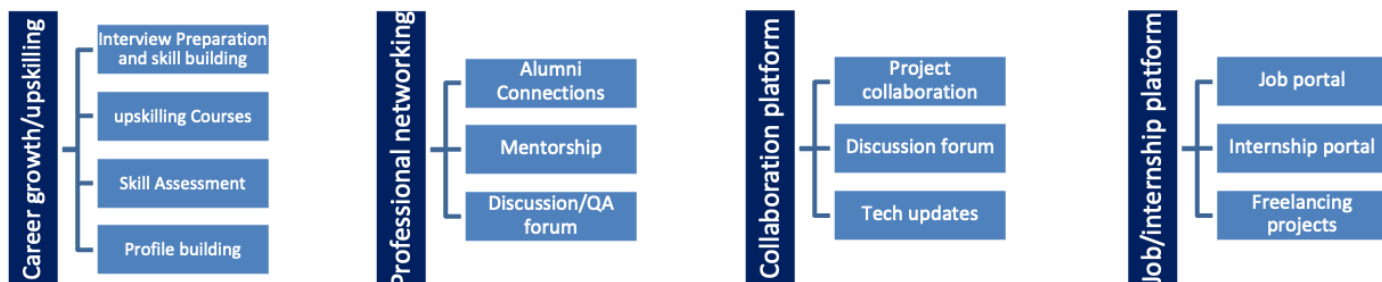 Career growth/upskilling
Interview Preparation
and skill building
upskilling Courses
Skill Assessment
Profile building
Professional networking
Alumni
Connections
Mentorship
Discussion/QA
forum
Collaboration platform
Project
collaboration
Discussion forum
Tech updates
Job/internship platform
Job portal
Internship portal
Freelancing
projects